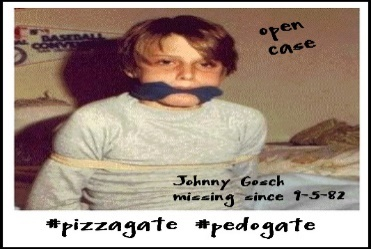 open
case
BASEBALL
Johnny Gosch
missing since 9-5-82
#pizzagate #pedogate